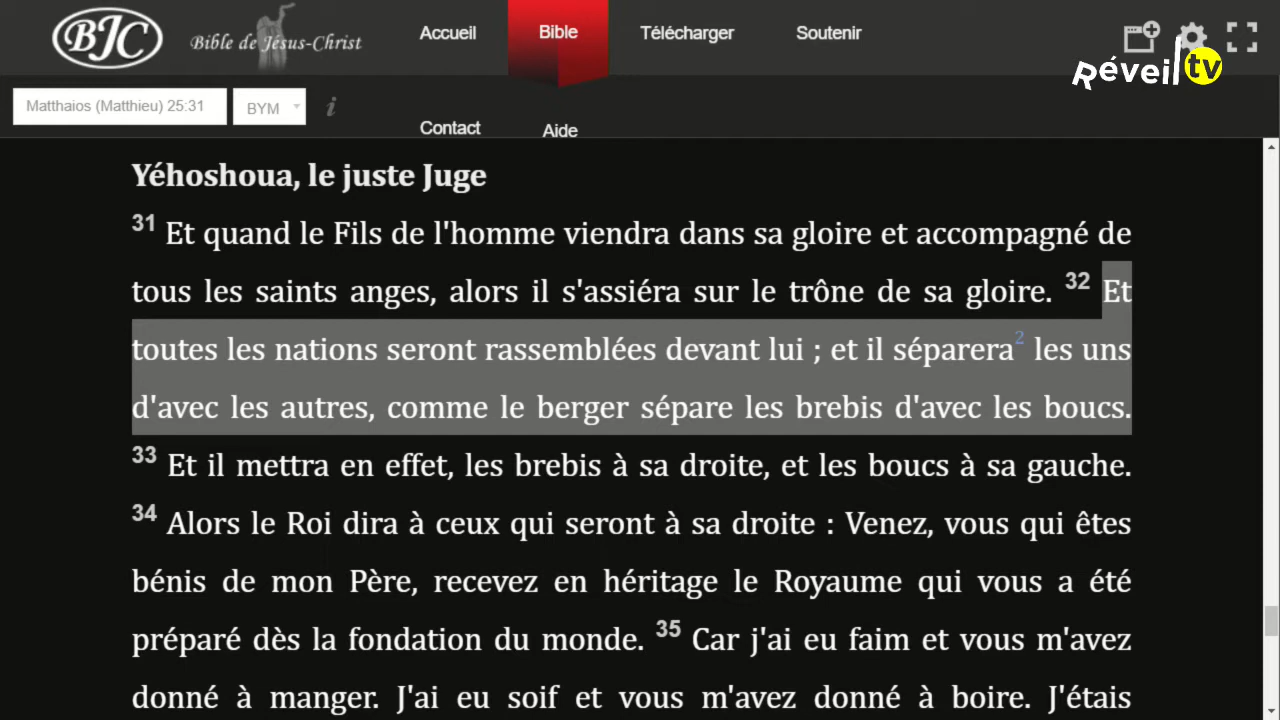 BJC Bible de Jésus-Christ
Accueil Bible Télécharger Soutenir
Réveil tv
Matthaios (Matthieu) 25:31 BYM i
Contact Aide
Yéhoshoua, le juste Juge
31 Et quand le Fils de l'homme viendra dans sa gloire et accompagné de
tous les saints anges, alors il s'assiéra sur le trône de sa gloire. 32 Et
toutes les nations seront rassemblées devant lui ; et il séparera2 les uns
d'avec les autres, comme le berger sépare les brebis d'avec les boucs.
33 Et il mettra en effet, les brebis à sa droite, et les boucs à sa gauche.
34 Alors le Roi dira à ceux qui seront à sa droite : Venez, vous qui êtes
bénis de mon Père, recevez en héritage le Royaume qui vous a été
préparé dès la fondation du monde. 35 Car j'ai eu faim et vous m'avez
donné à manger. J'ai eu soif et vous m'avez donné à boire. J'étais